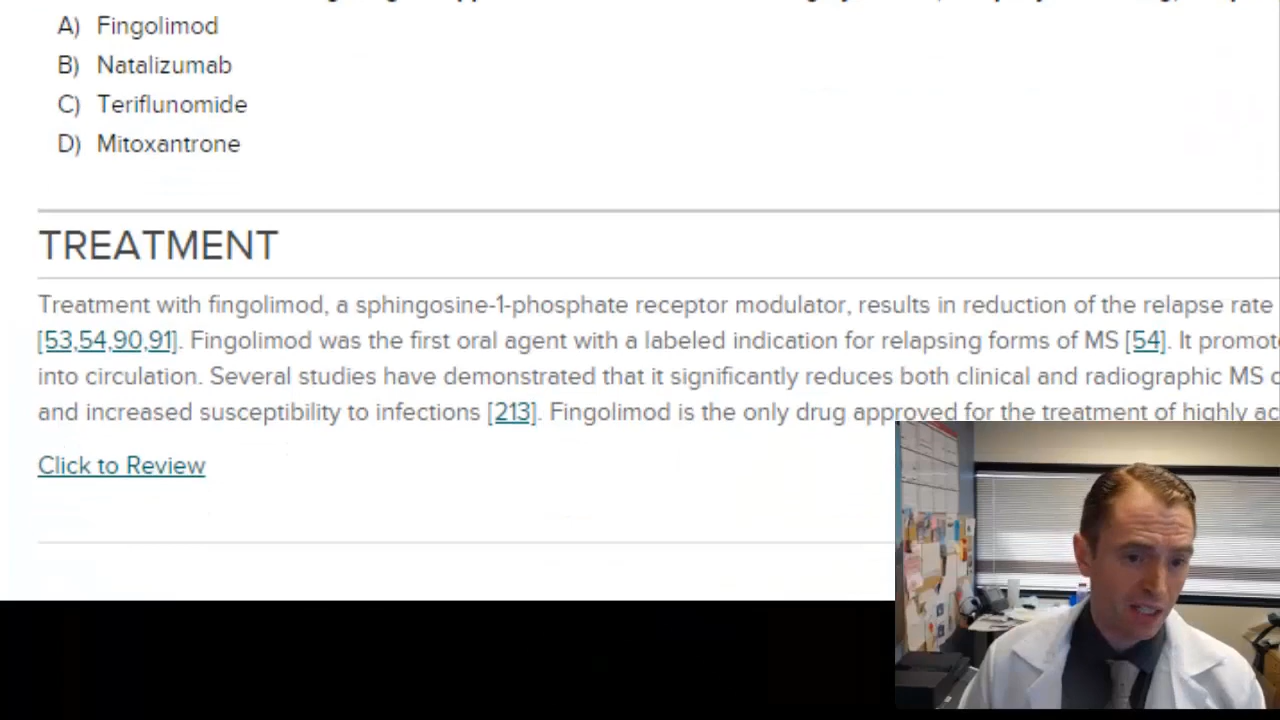 A) Fingolimod
B) Natalizumab
C) Teriflunomide
D) Mitoxantrone
TREATMENT
Treatment with fingolimod, a sphingosine-1-phosphate receptor modulator, results in reduction of the relapse rate
[53,54,90,91]. Fingolimod was the first oral agent with a labeled indication for relapsing forms of MS [54]. It promot
into circulation. Several studies have demonstrated that it significantly reduces both clinical and radiographic MS
and increased susceptibility to infections [213]. Fingolimod is the only drug approved for the treatment of highly ac
Click to Review